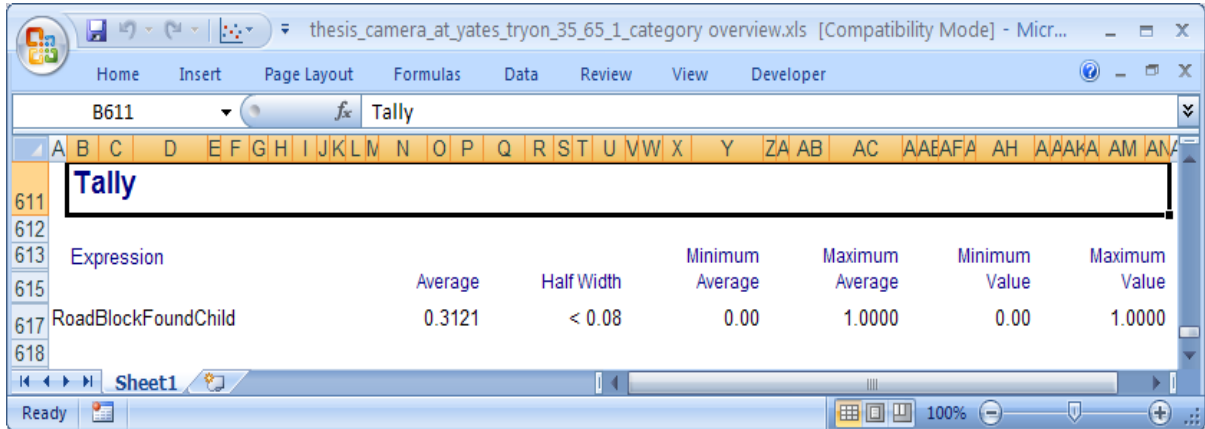 thesis_camera_at_yates_tryon_35_65_1_category overview.xls [Compatibility Mode] - Micr...
Home Insert Page Layout Formulas Data Review View Developer
B611 fx Tally
A B C D E F G H I J K L M N O P Q R S T U V W X Y Z A AB AC A A E A F A AH A A A K A AM AN A
611 Tally
612
613 Expression Minimum Maximum Minimum Maximum
615 Average Half Width Average Average Value Value
617 RoadBlockFoundChild 0.3121 < 0.08 0.00 1.0000 0.00 1.0000
618
Sheet1
Ready 100%